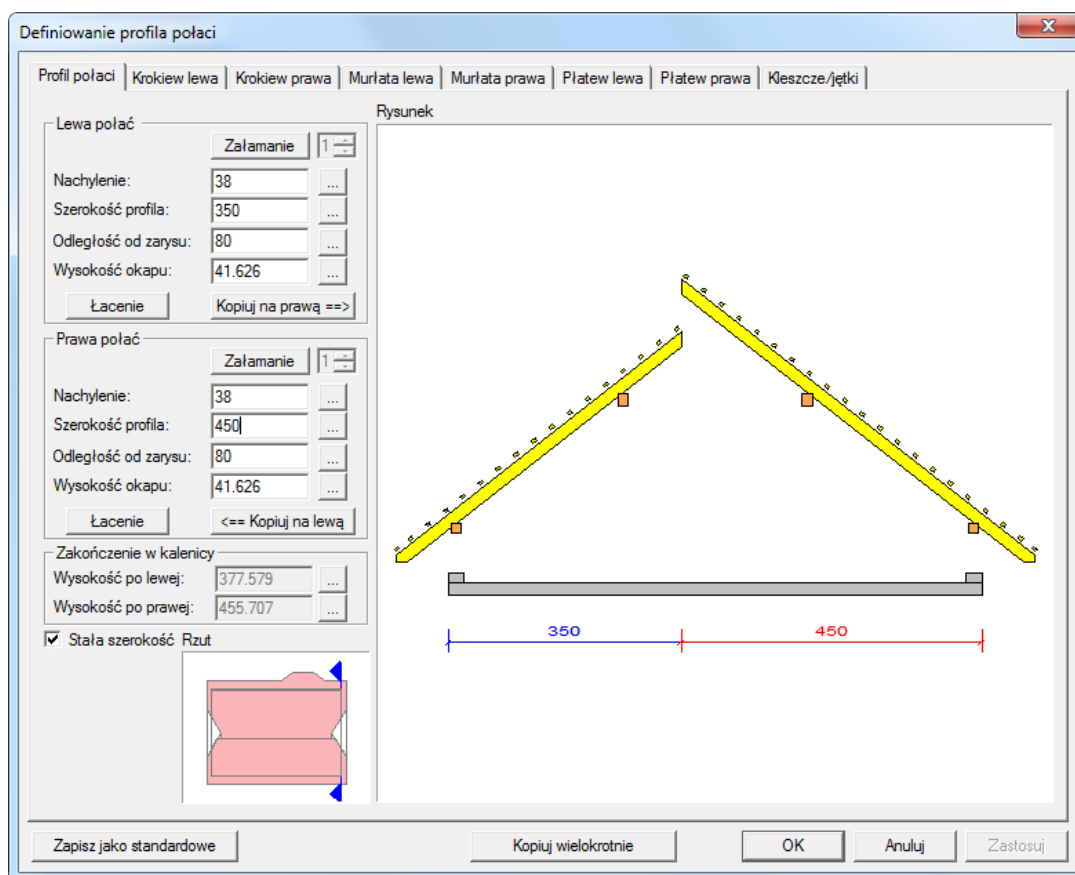 Definiowanie profila połaci
Profil połaci Krokiew lewa Krokiew prawa Murłata lewa Murłata prawa Płatew lewa Płatew prawa Kleszcze/jętki
Rysunek
Lewa połać
Załamanie 1
Nachylenie: 38 ...
Szerokość profila: 350 ...
Odległość od zarysu: 80 ...
Wysokość okapu: 41.626 ...
Łacenie Kopiuj na prawą ==>
Prawa połać
Załamanie 1
Nachylenie: 38 ...
Szerokość profila: 450 ...
Odległość od zarysu: 80 ...
Wysokość okapu: 41.626 ...
Łacenie <== Kopiuj na lewą
Zakończenie w kalenicy
Wysokość po lewej: 377.579 ...
Wysokość po prawej: 455.707 ...
Stała szerokość Rzut
350 450
Zapisz jako standardowe Kopiuj wielokrotnie OK Anuluj Zastosuj